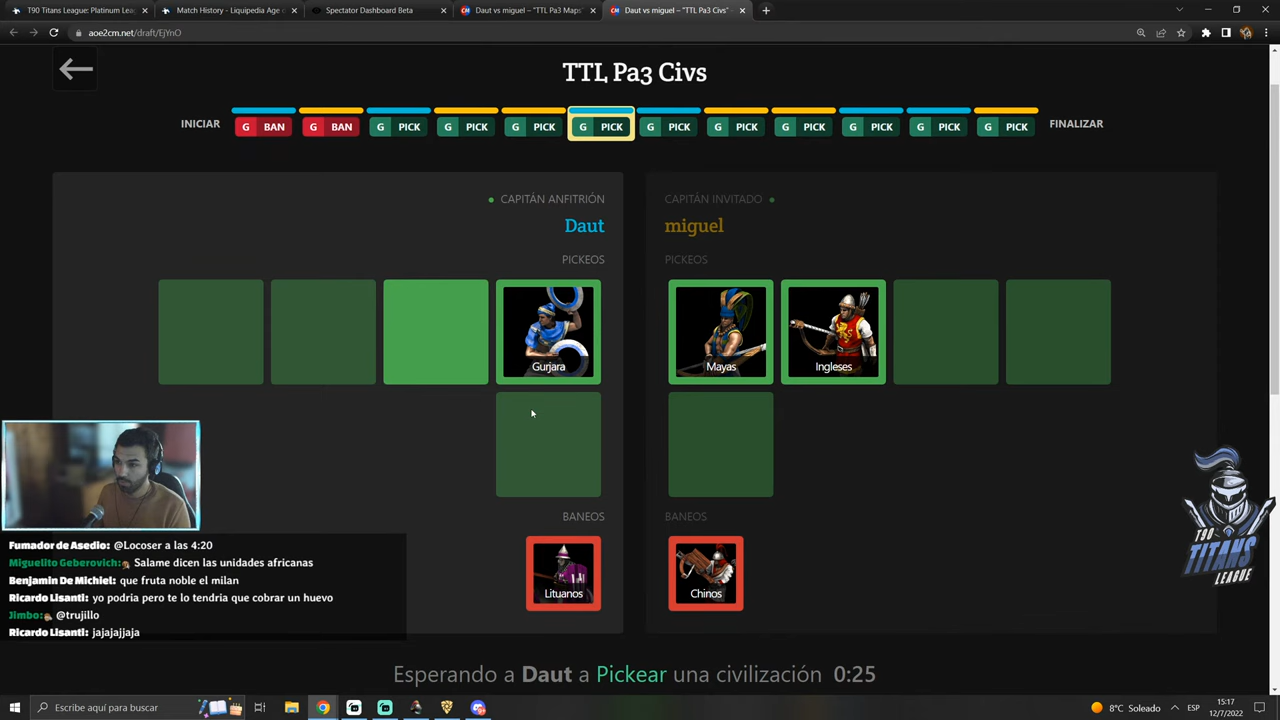 T90 Titans League: Platinum Leag
Match History - Liquipedia Age o
Spectator Dashboard Beta
Daut vs miguel – "TTL Pa3 Maps"
Daut vs miguel – "TTL Pa3 Civs"
aoe2cm.net/draft/EjYnO
TTL Pa3 Civs
INICIAR G BAN G BAN G PICK G PICK G PICK G PICK G PICK G PICK G PICK G PICK G PICK G PICK FINALIZAR
CAPITÁN ANFITRIÓN
Daut
PICKEOS
Gurjara
BANEOS
Lituanos
CAPITÁN INVITADO
miguel
PICKEOS
Mayas
Ingleses
BANEOS
Chinos
Fumador de Asedio: @Locoser a las 4:20
Miguelito Geberovich: Salame dicen las unidades africanas
Benjamin De Michiel: que fruta noble el milan
Ricardo Lisanti: yo podria pero te lo tendria que cobrar un huevo
Jimbo: @trujillo
Ricardo Lisanti: jajajajjaja
T90
TITANS
LEAGUE
Esperando a Daut a Pickear una civilización 0:25
Escribe aquí para buscar
8°C Soleado
ESP
15:17
12/7/2022